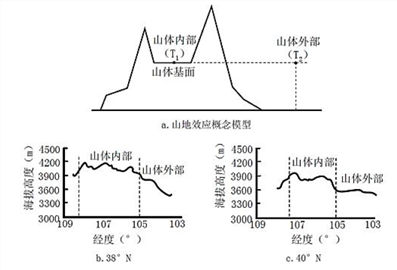 山体内部
(T₁)
山体基面
山体外部
(T₂)
a.山地效应概念模型
海拔高度(m)
4500
4200
3900
3600
3300
3000
山体内部
山体外部
109 107 105 103
经度(°)
b.38°N
海拔高度(m)
4500
4200
3900
3600
3300
3000
山体内部
山体外部
109 107 105 103
经度(°)
c.40°N